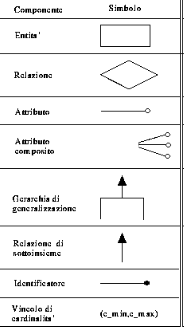 Componente Simbolo
Entita'
Relazione
Attributo
Attributo
composito
Gerarchia di
generalizzazione
Relazione di
sottoinsieme
Identificatore
Vincolo di
cardinalita' (c_min,c_max)